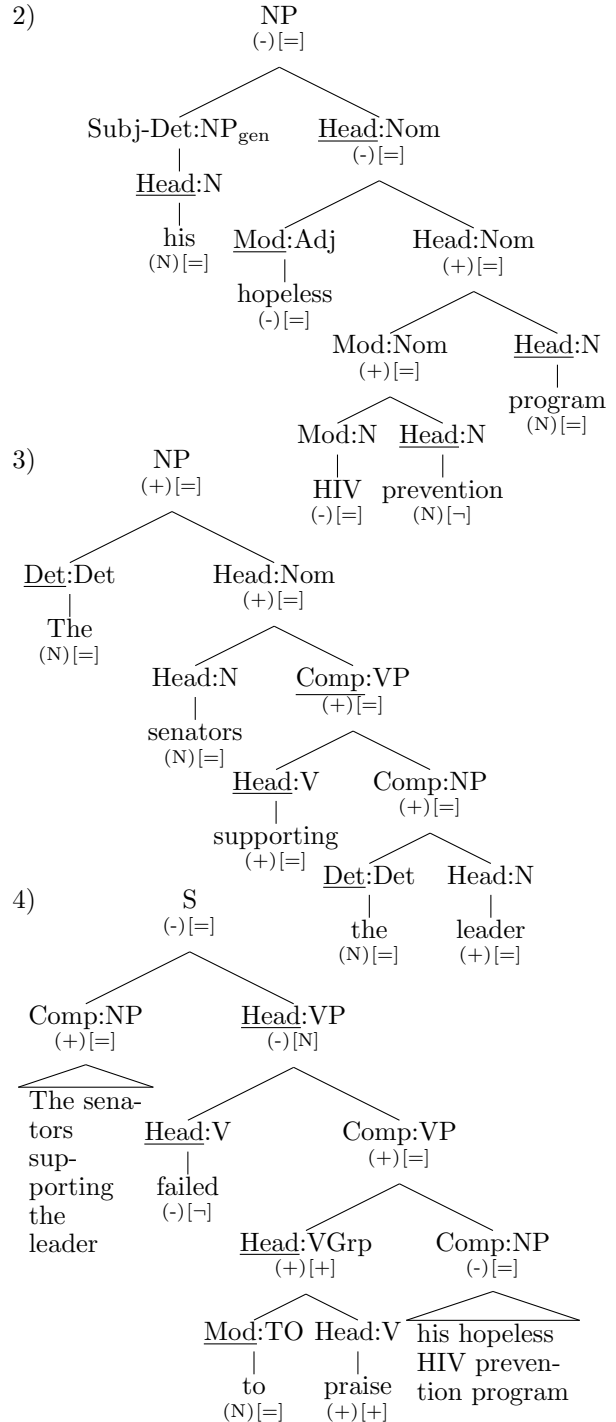 2)
NP
(-)[=]
Subj-Det:NPgen Head:Nom
(-)[=]
Head:N
his
(N)[=]
Mod:Adj Head:Nom
(+)[=]
hopeless
(-)[=]
Mod:Nom Head:N
(+)[=]
program
(N)[=]
Mod:N Head:N
HIV prevention
(-)[=] (N)[¬]
3)
NP
(+)[=]
Det:Det Head:Nom
(+)[=]
The
(N)[=]
Head:N Comp:VP
(+)[=]
senators
(N)[=]
Head:V Comp:NP
(+)[=]
supporting
(+)[=]
Det:Det Head:N
the leader
(N)[=] (+)[=]
4)
S
(-)[=]
Comp:NP Head:VP
(+)[=] (-)[N]
The sena-
tors
sup-
porting
the
leader
Head:V Comp:VP
(+)[=]
failed
(-)[¬]
Head:VGrp Comp:NP
(+)[+] (-)[=]
Mod:TO Head:V
to praise
(N)[=] (+)[+]
his hopeless
HIV preven-
tion program